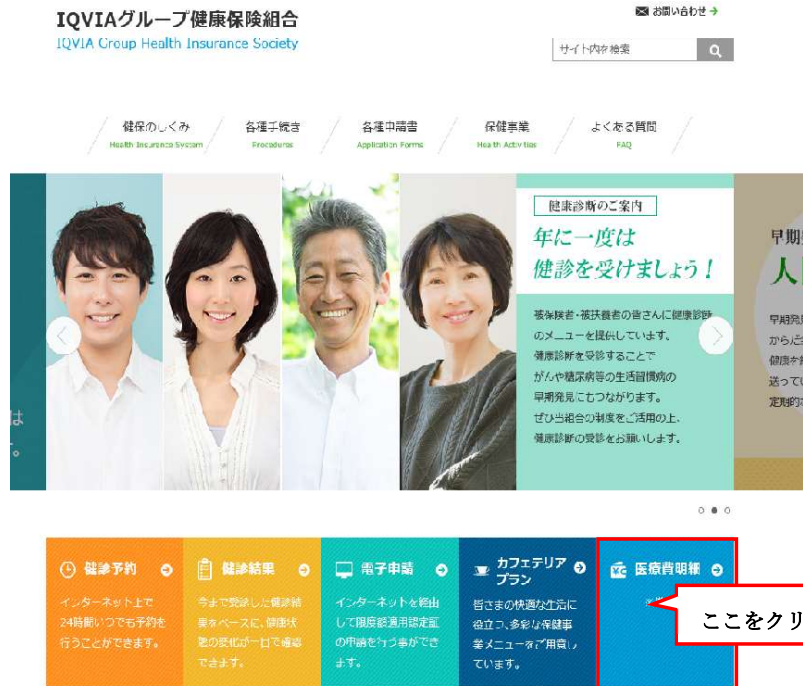 IQVIAグループ健康保険組合
IQVIA Group Health Insurance Society
お問い合わせ
サイト内を検索
健保のしくみ
Health Insurance System
各種手続き
Procedures
各種申請書
Application Forms
保健事業
Health Activities
よくある質問
FAQ
健康診断のご案内
年に一度は
健診を受けましょう！
被保険者・被扶養者の皆さんに健康診断
のメニューを提供しています。
健康診断を受診することで
がんや糖尿病等の生活習慣病の
早期発見にもつながります。
ぜひ当組合の制度をご活用の上、
健康診断の受診をお願いします。
は
。
早期
人
早期発
から
健康を
送って
定期的
健診予約
インターネット上で
24時間いつでも予約を
行うことができます。
健診結果
今まで受診した健診結
果をベースに、健康状
態の変化が一目で確認
できます。
電子申請
インターネットを経由
して限度額適用認定証
の申請を行う事ができ
ます。
カフェテリア
プラン
皆さまの快適な生活に
役立つ、多彩な保健事
業メニューをご用意し
ています。
医療費明細
ここをクリ